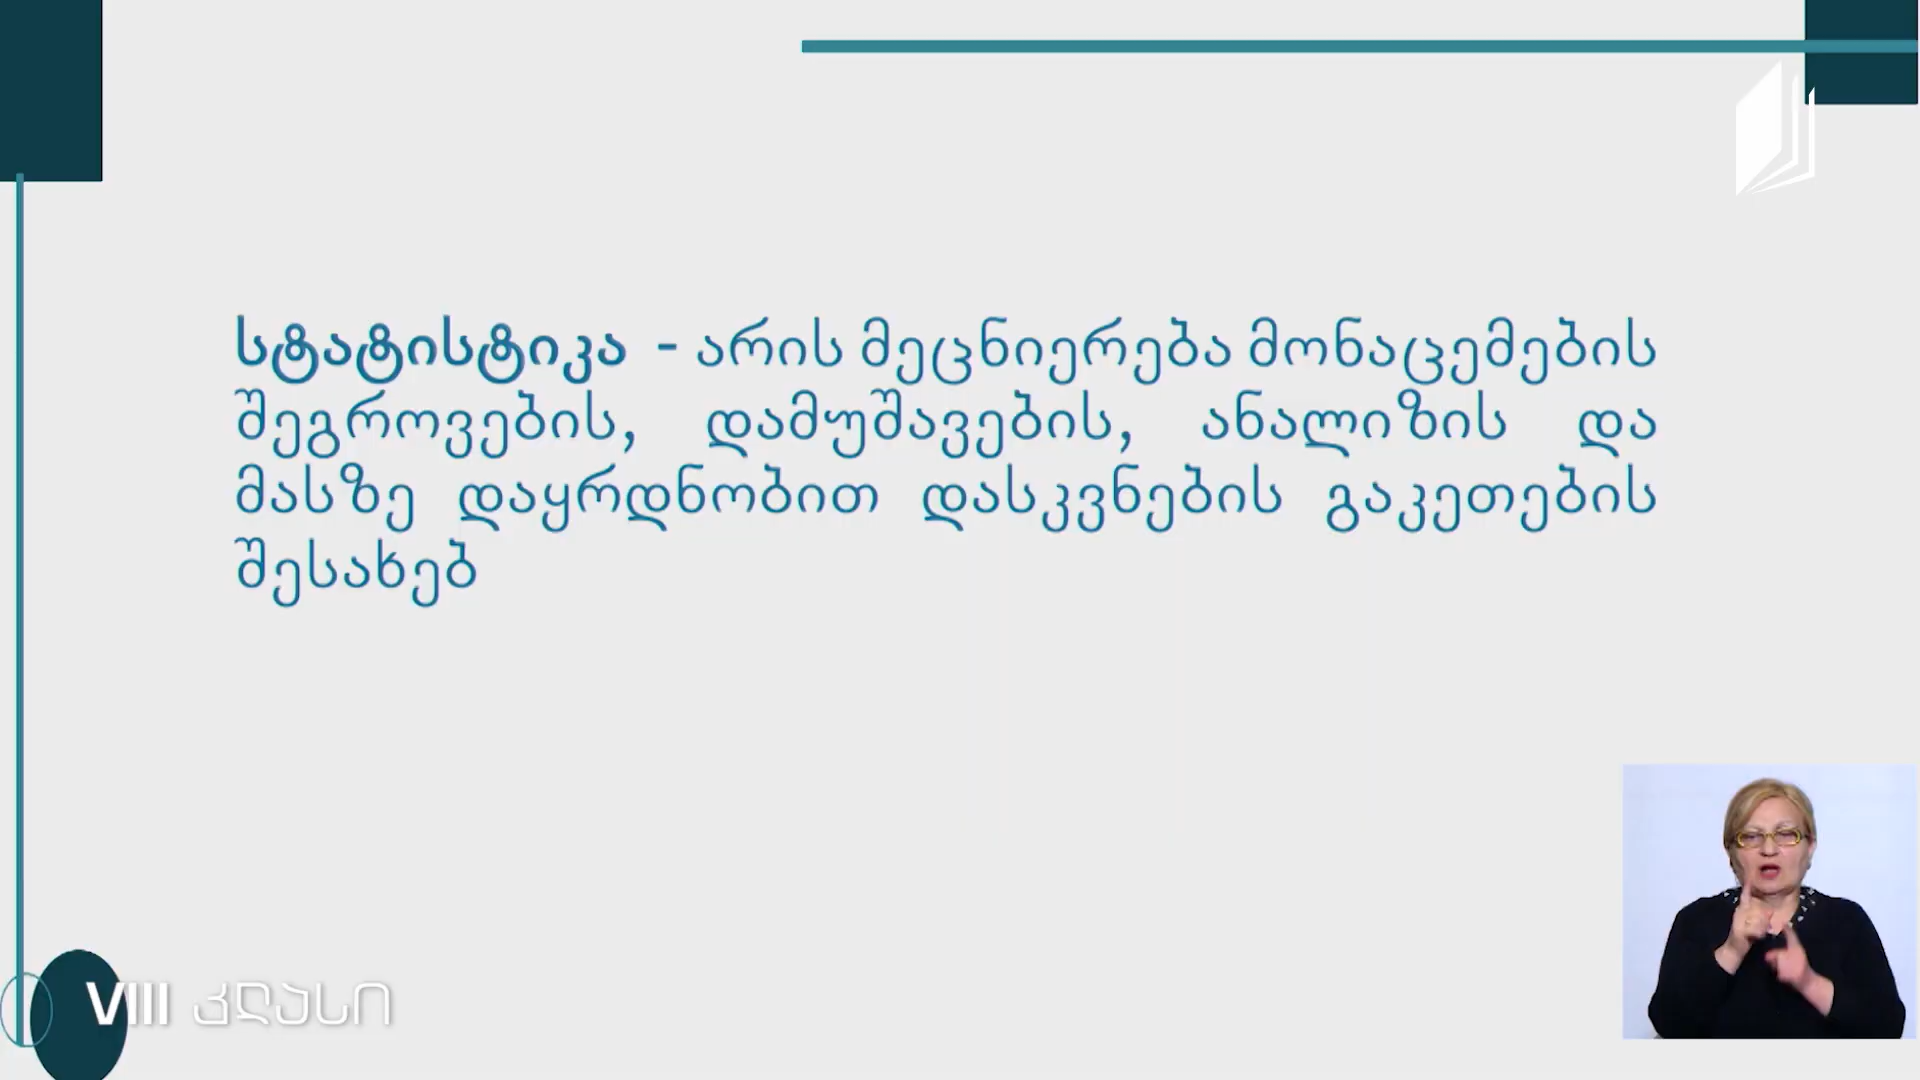 სტატისტიკა - არის მეცნიერება მონაცემების
შეგროვების, დამუშავების, ანალიზის და
მასზე დაყრდნობით დასკვნების გაკეთების
შესახებ
VIII კლასი